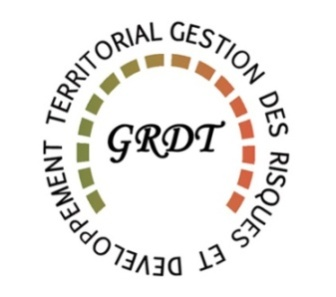 GESTION DES RISQUES ET DEVELOPPEMENT TERRITORIAL
GRDT